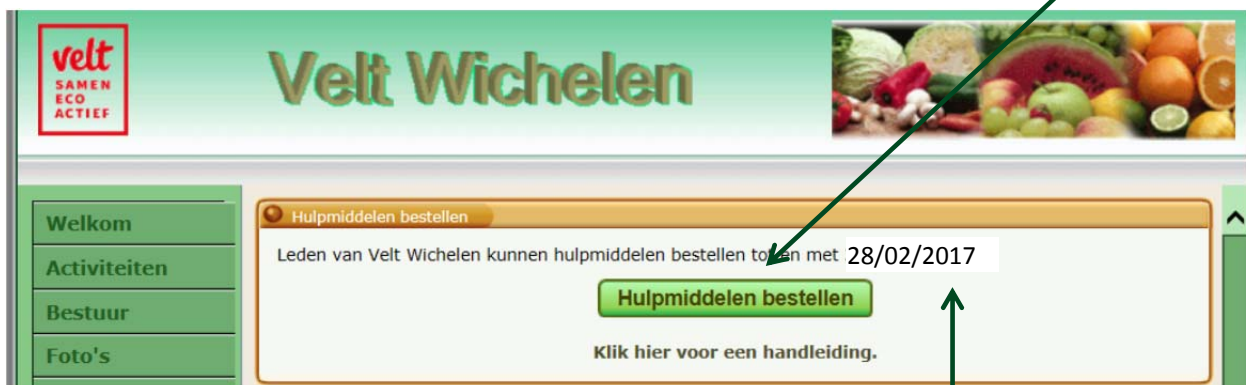 velt
SAMEN
ECO
ACTIEF
Velt Wichelen
Welkom
Activiteiten
Bestuur
Foto's
Hulpmiddelen bestellen
Leden van Velt Wichelen kunnen hulpmiddelen bestellen tot en met 28/02/2017
Hulpmiddelen bestellen
Klik hier voor een handleiding.